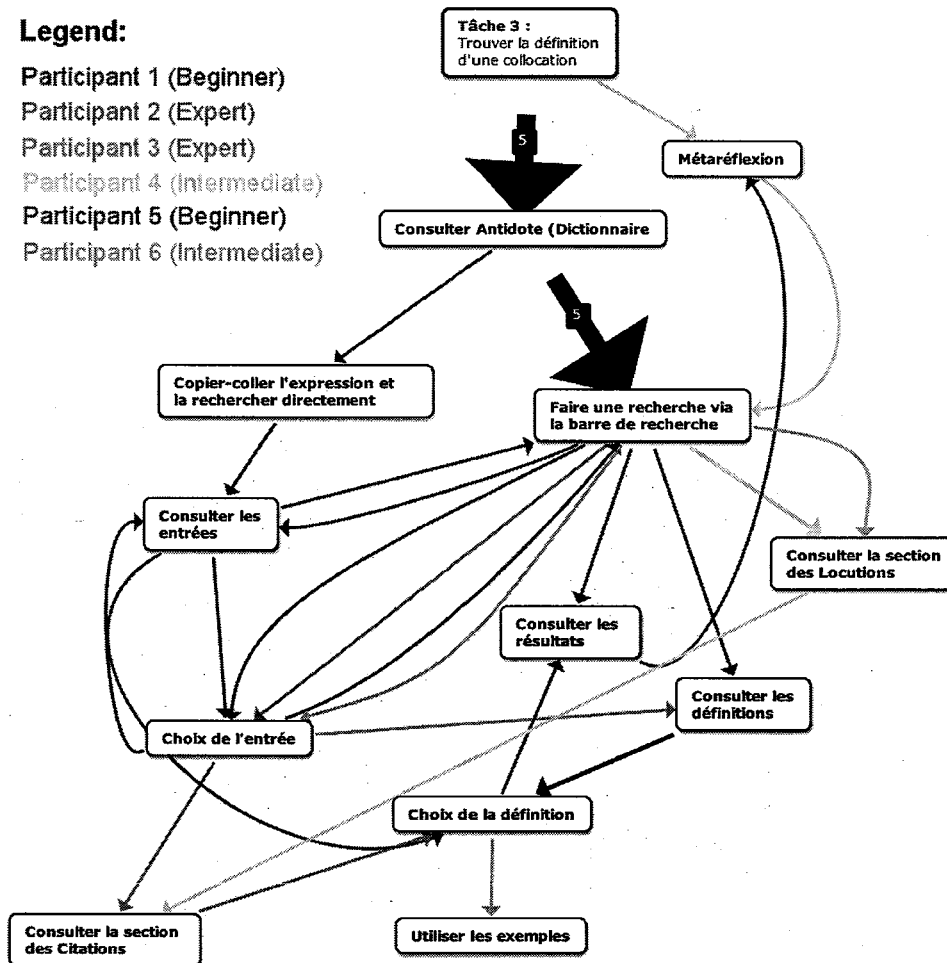 Legend:
Participant 1 (Beginner)
Participant 2 (Expert)
Participant 3 (Expert)
Participant 4 (Intermediate)
Participant 5 (Beginner)
Participant 6 (Intermediate)
Tâche 3 :
Trouver la définition
d'une collocation
5
Métaréflexion
Consulter Antidote (Dictionnaire
5
Copier-coller l'expression et
la rechercher directement
Faire une recherche via
la barre de recherche
Consulter les
entrées
Consulter la section
des Locutions
Consulter les
résultats
Consulter les
définitions
Choix de l'entrée
Choix de la définition
Consulter la section
des Citations
Utiliser les exemples